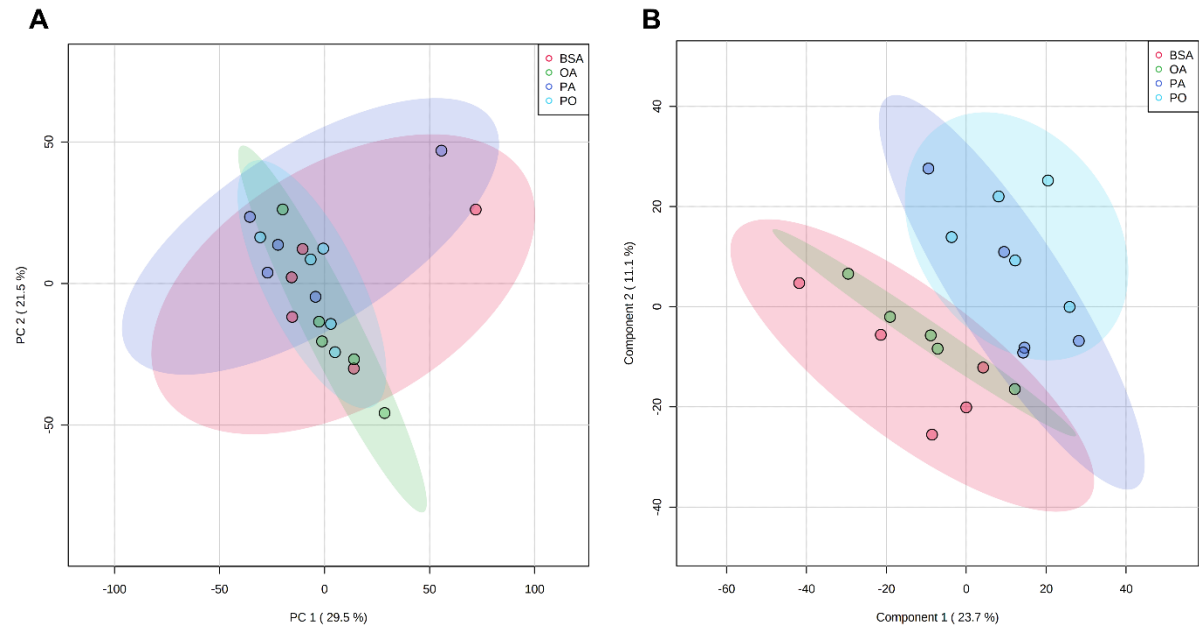 A
BSA
OA
PA
PO
50
0
-50
PC 2 ( 21.5 %)
-100
-50
0
50
100
PC 1 ( 29.5 %)
B
BSA
OA
PA
PO
40
20
0
-20
-40
Component 2 ( 11.1 %)
-60
-40
-20
0
20
40
Component 1 ( 23.7 %)